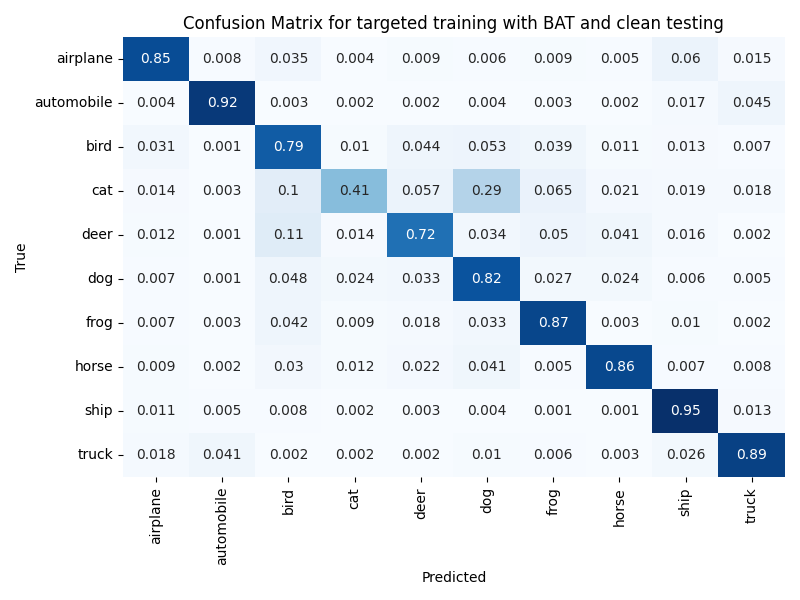 Confusion Matrix for targeted training with BAT and clean testing
airplane 0.85 0.008 0.035 0.004 0.009 0.006 0.009 0.005 0.06 0.015
automobile 0.004 0.92 0.003 0.002 0.002 0.004 0.003 0.002 0.017 0.045
bird 0.031 0.001 0.79 0.01 0.044 0.053 0.039 0.011 0.013 0.007
cat 0.014 0.003 0.1 0.41 0.057 0.29 0.065 0.021 0.019 0.018
deer 0.012 0.001 0.11 0.014 0.72 0.034 0.05 0.041 0.016 0.002
dog 0.007 0.001 0.048 0.024 0.033 0.82 0.027 0.024 0.006 0.005
frog 0.007 0.003 0.042 0.009 0.018 0.033 0.87 0.003 0.01 0.002
horse 0.009 0.002 0.03 0.012 0.022 0.041 0.005 0.86 0.007 0.008
ship 0.011 0.005 0.008 0.002 0.003 0.004 0.001 0.001 0.95 0.013
truck 0.018 0.041 0.002 0.002 0.002 0.01 0.006 0.003 0.026 0.89
True
airplane automobile bird cat deer dog frog horse ship truck
Predicted